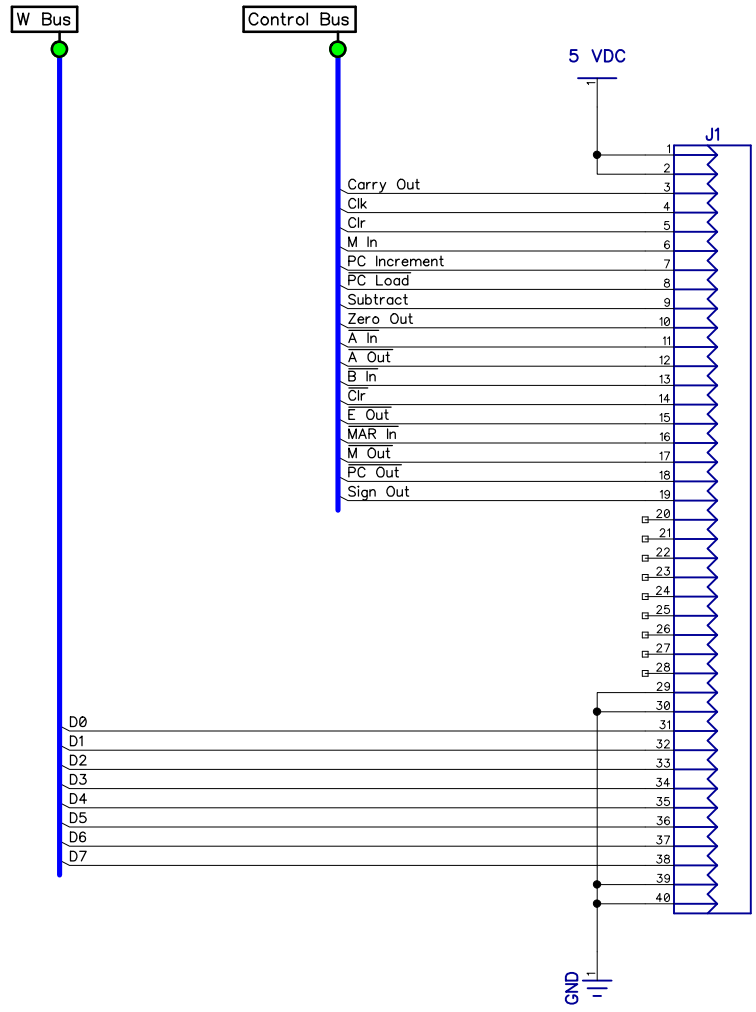 W Bus
Control Bus
5 VDC
1
J1
1
2
Carry Out 3
Clk 4
Clr 5
M In 6
PC Increment 7
PC Load 8
Subtract 9
Zero Out 10
A In 11
A Out 12
B In 13
Clr 14
E Out 15
MAR In 16
M Out 17
PC Out 18
Sign Out 19
20
21
22
23
24
25
26
27
28
29
30
D0 31
D1 32
D2 33
D3 34
D4 35
D5 36
D6 37
D7 38
39
40
GND 1